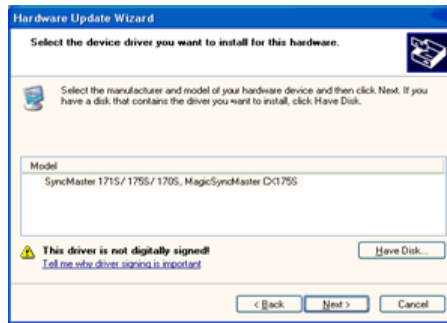 Hardware Update Wizard
Select the device driver you want to install for this hardware.
Select the manufacturer and model of your hardware device and then click Next. If you
have a disk that contains the driver you want to install, click Have Disk.
Model
SyncMaster 171S/ 175S/ 170S, MagicSyncMaster CX175S
This driver is not digitally signed!
Have Disk...
Tell me why driver signing is important
< Back
Next >
Cancel